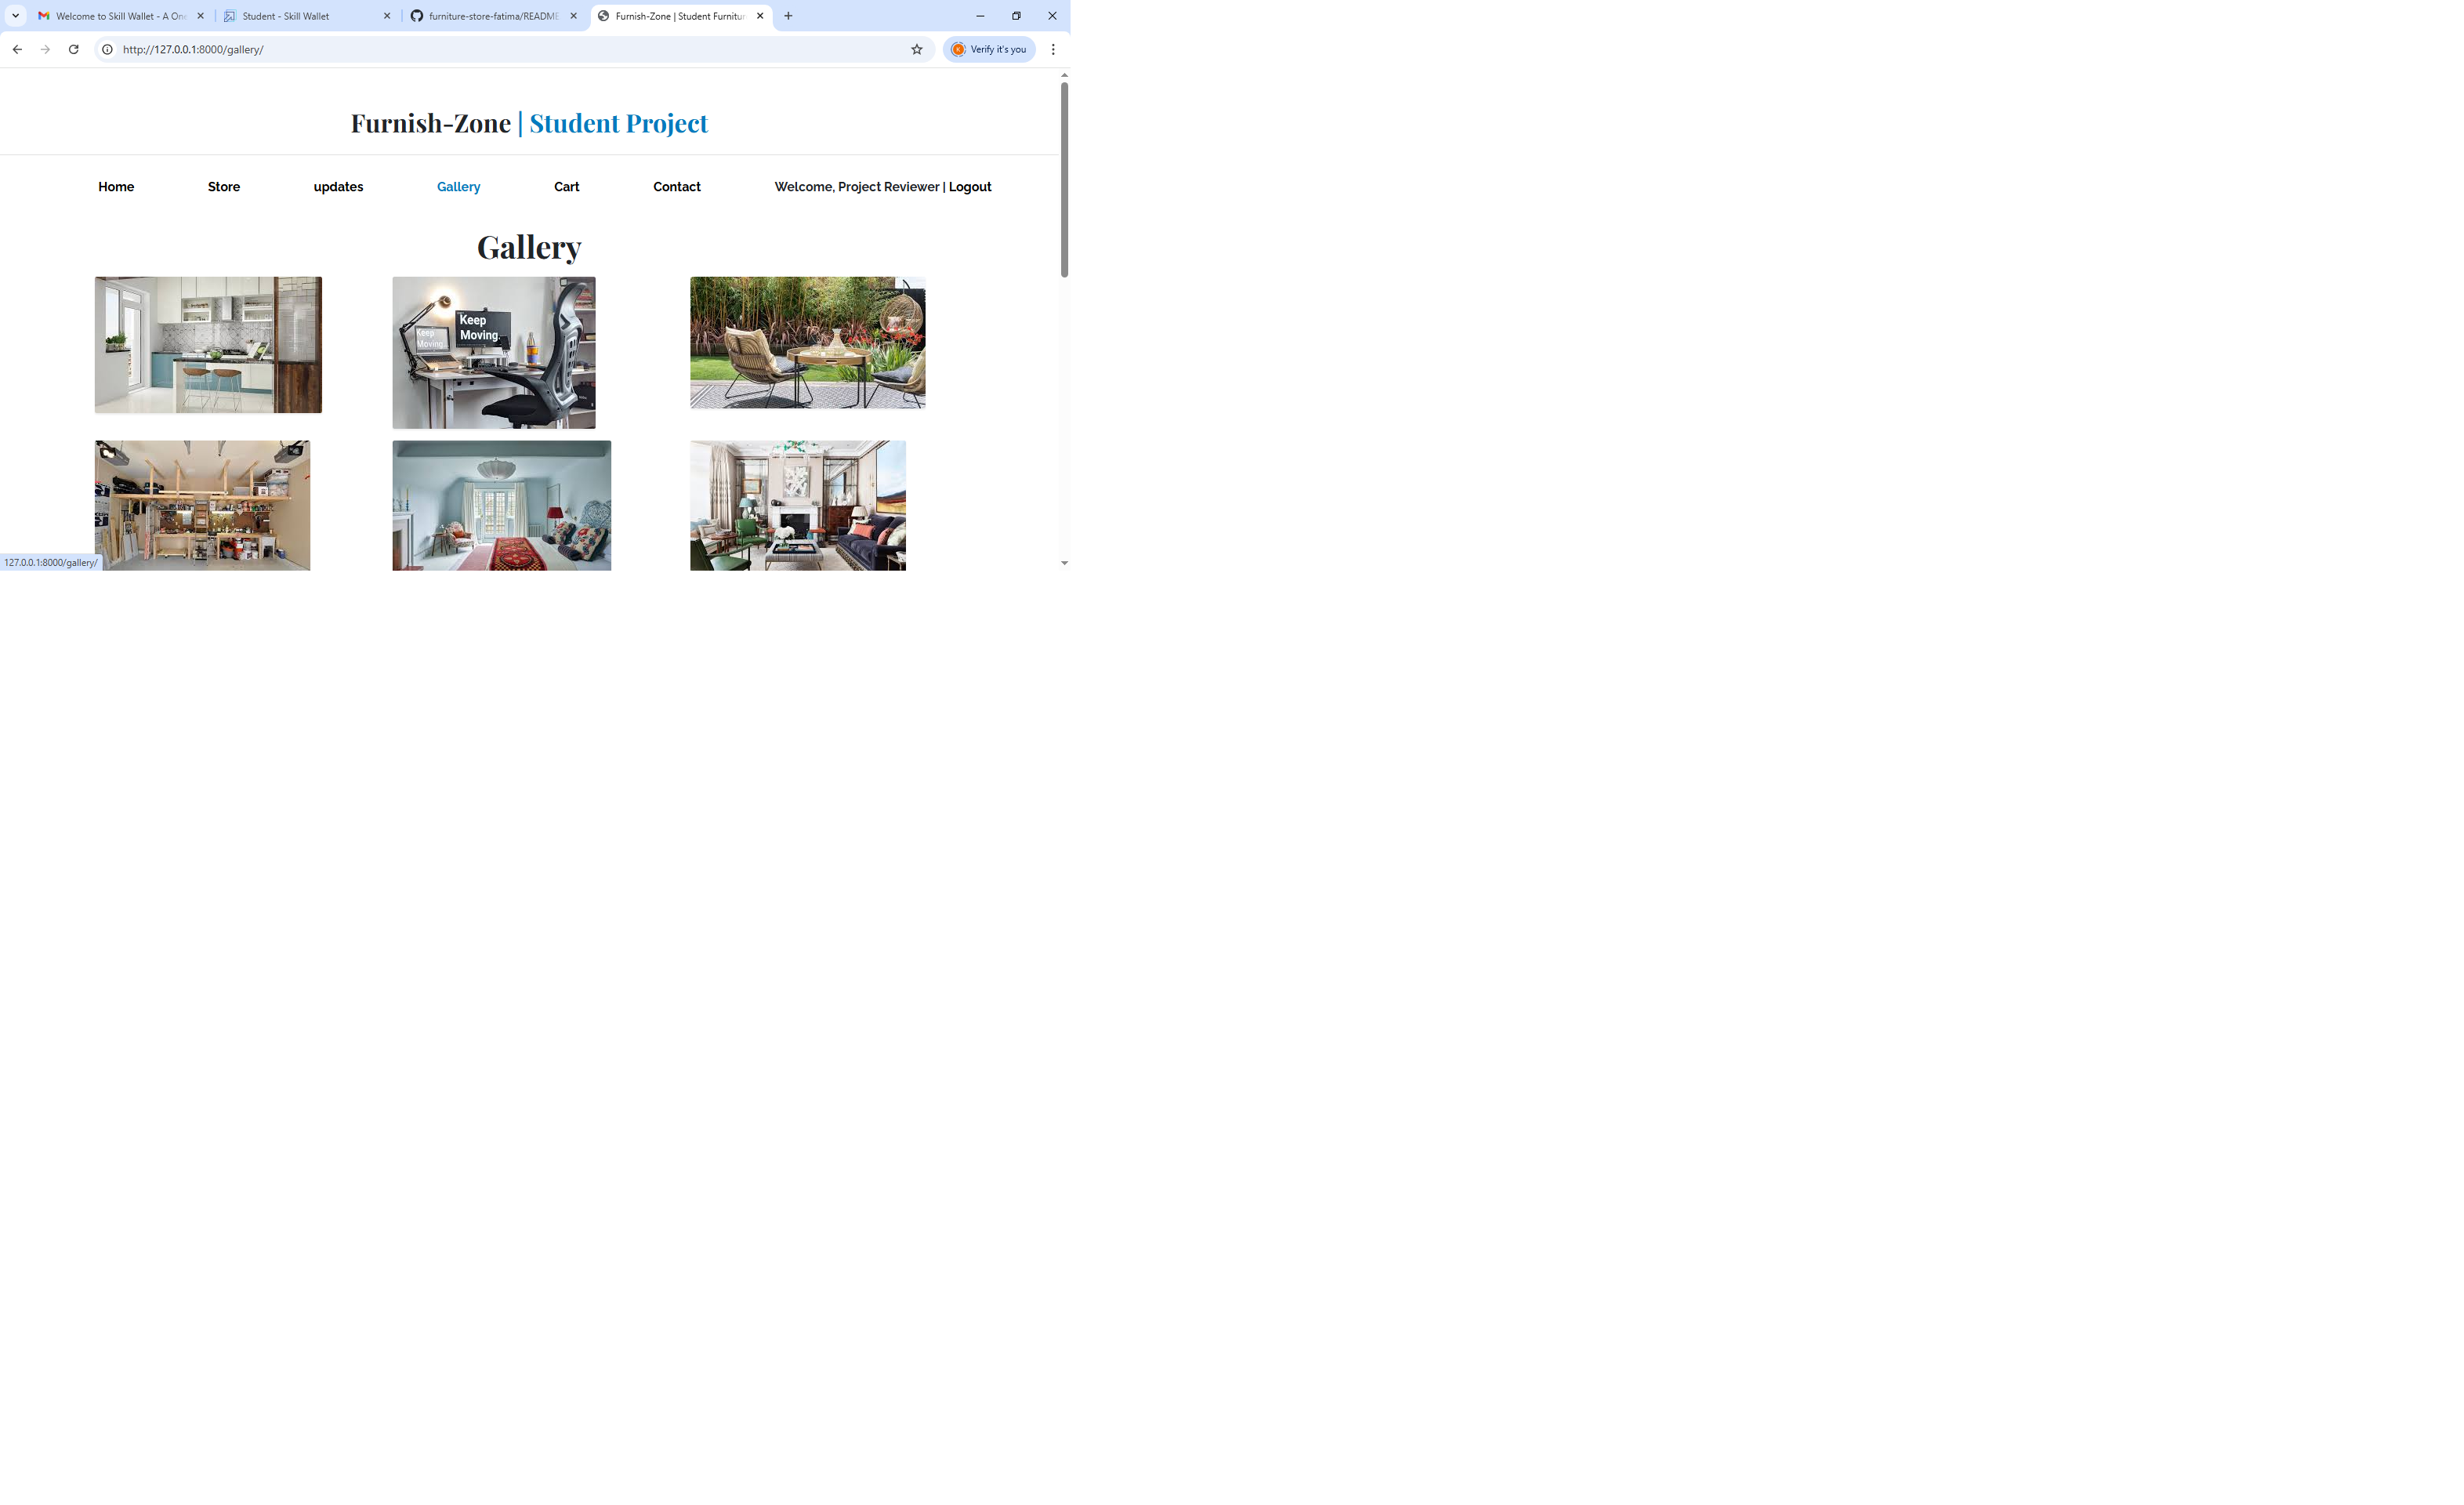 Welcome to Skill Wallet - A On
Student - Skill Wallet
furniture-store-fatima/README
Furnish-Zone | Student Furnitur
http://127.0.0.1:8000/gallery/
Verify it's you
Furnish-Zone | Student Project
Home
Store
updates
Gallery
Cart
Contact
Welcome, Project Reviewer | Logout
Gallery
Keep
Moving.
Keep
Moving
127.0.0.1:8000/gallery/